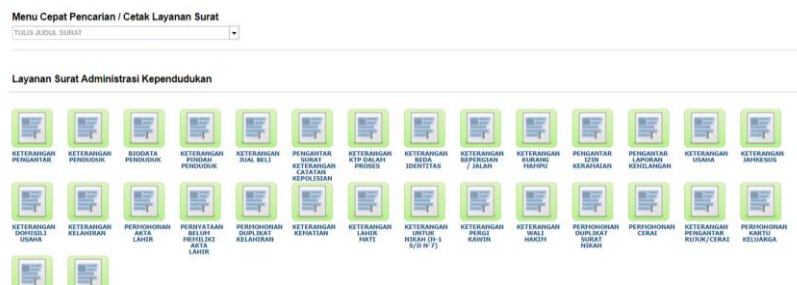 Menu Cepat Pencarian / Cetak Layanan Surat
TULIS JUDUL SURAT
Layanan Surat Administrasi Kependudukan
KETERANGAN
PENGANTAR
KETERANGAN
PENDUDUK
BIODATA
PENDUDUK
KETERANGAN
PINDAH
PENDUDUK
KETERANGAN
JUAL BELI
PENGANTAR
SURAT
KETERANGAN
CATATAN
KEPOLISIAN
KETERANGAN
KTP DALAM
PROSES
KETERANGAN
BEDA
IDENTITAS
KETERANGAN
BEPERGIAN
/ JALAN
KETERANGAN
KURANG
MAMPU
PENGANTAR
IZIN
KERAMAIAN
PENGANTAR
LAPORAN
KEHILANGAN
KETERANGAN
USAHA
KETERANGAN
JAMKESOS
KETERANGAN
DOMISILI
USAHA
KETERANGAN
KELAHIRAN
PERMOHONAN
AKTA
LAHIR
PERNYATAAN
BELUM
MEMILIKI
AKTA
LAHIR
PERMOHONAN
DUPLIKAT
KELAHIRAN
KETERANGAN
KEMATIAN
KETERANGAN
LAHIR
MATI
KETERANGAN
UNTUK
NIKAH (N-1
S/D N-7)
KETERANGAN
PERGI
KAWIN
KETERANGAN
WALI
HAKIM
PERMOHONAN
DUPLIKAT
SURAT
NIKAH
PERMOHONAN
CERAI
KETERANGAN
PENGANTAR
RUJUK/CERAI
PERMOHONAN
KARTU
KELUARGA